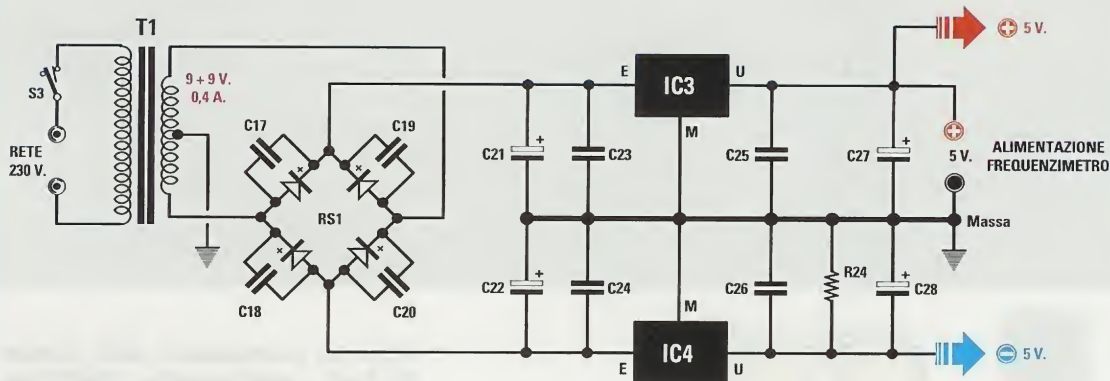 T1
S3
RETE
230 V.
9 + 9 V.
0,4 A.
C17
C19
RS1
C18
C20
E
IC3
U
M
C21
+
C23
C25
C27
+
5 V.
5 V.
ALIMENTAZIONE
FREQUENZIMETRO
Massa
C22
+
C24
M
C26
R24
C28
+
E
IC4
U
5 V.